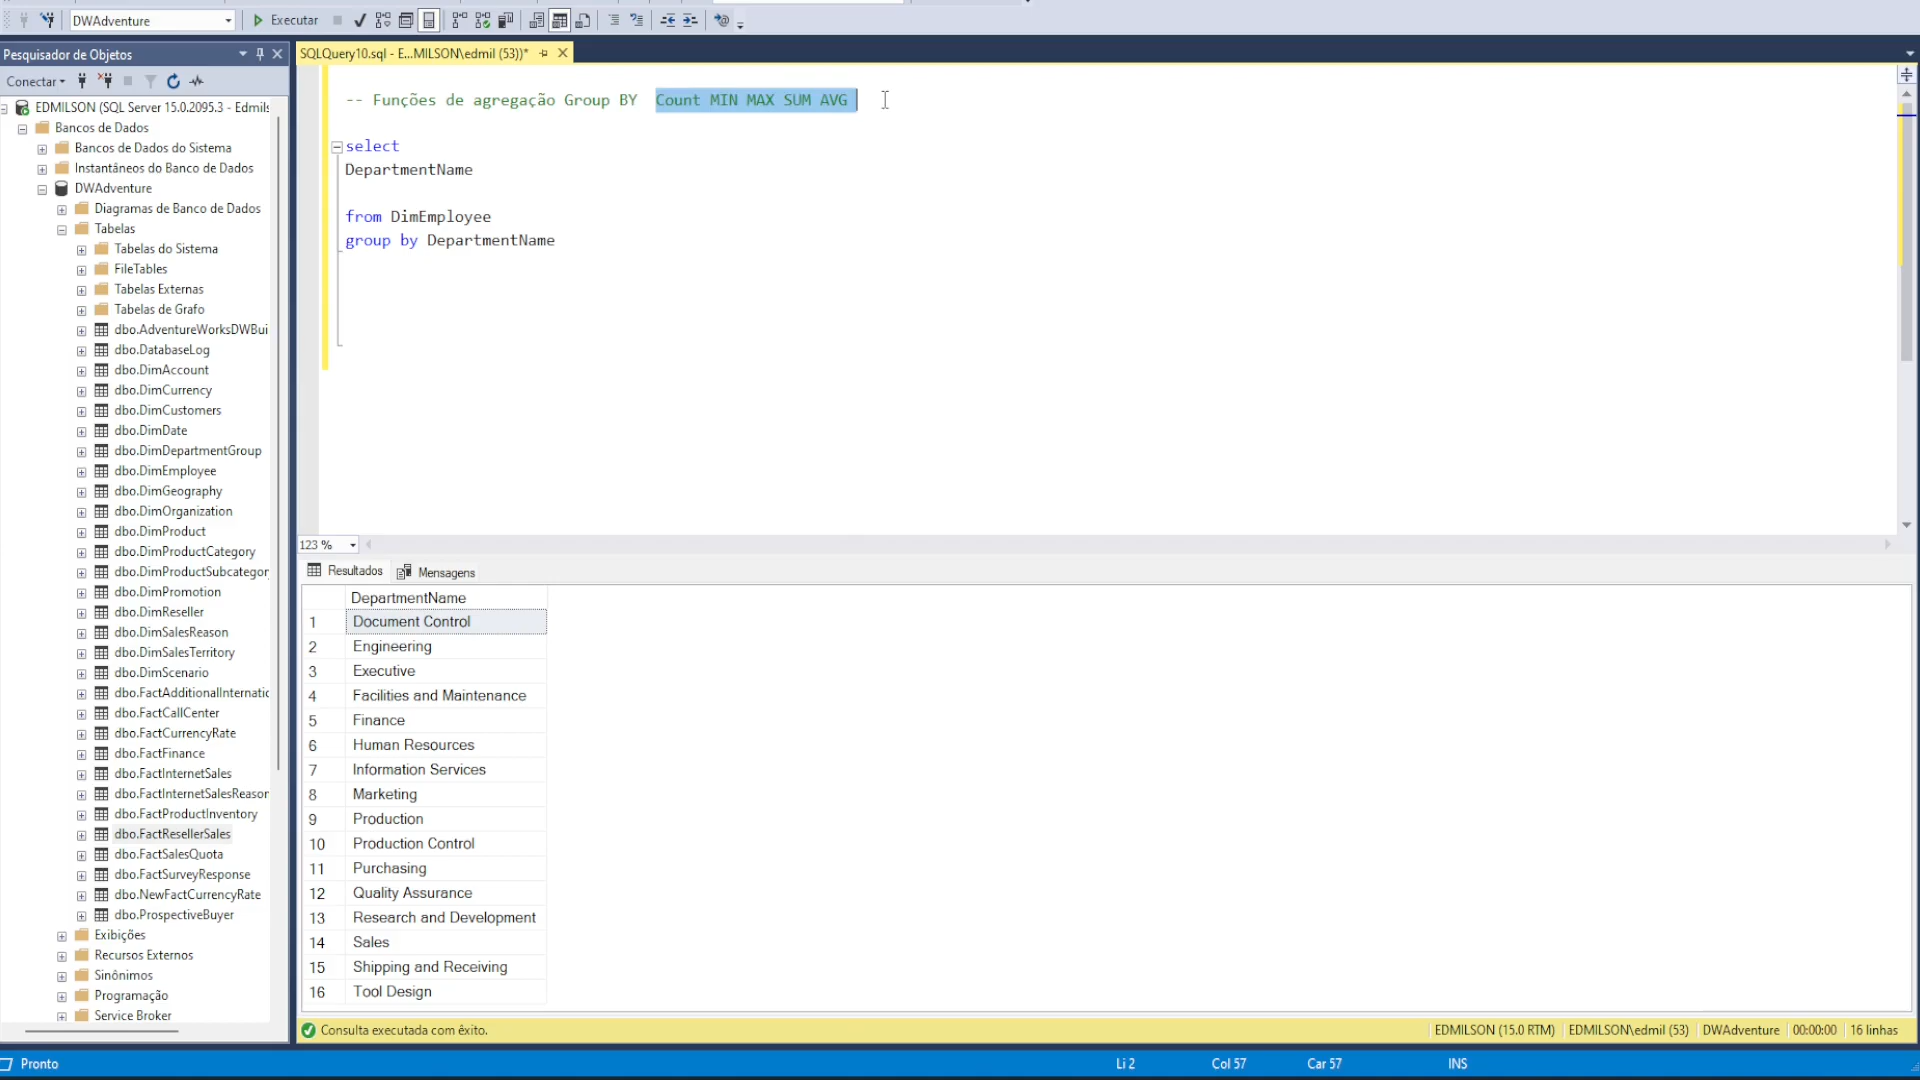 DWAdventure
Executar
Pesquisador de Objetos
SQLQuery10.sql - E...MILSON\edmil (53))*
Conectar
EDMILSON (SQL Server 15.0.2095.3 - Edmils
Bancos de Dados
Bancos de Dados do Sistema
Instantâneos do Banco de Dados
DWAdventure
Diagramas de Banco de Dados
Tabelas
Tabelas do Sistema
FileTables
Tabelas Externas
Tabelas de Grafo
dbo.AdventureWorksDWBui
dbo.DatabaseLog
dbo.DimAccount
dbo.DimCurrency
dbo.DimCustomers
dbo.DimDate
dbo.DimDepartmentGroup
dbo.DimEmployee
dbo.DimGeography
dbo.DimOrganization
dbo.DimProduct
dbo.DimProductCategory
dbo.DimProductSubcategor
dbo.DimPromotion
dbo.DimReseller
dbo.DimSalesReason
dbo.DimSalesTerritory
dbo.DimScenario
dbo.FactAdditionalInternatic
dbo.FactCallCenter
dbo.FactCurrencyRate
dbo.FactFinance
dbo.FactInternetSales
dbo.FactInternetSalesReason
dbo.FactProductInventory
dbo.FactResellerSales
dbo.FactSalesQuota
dbo.FactSurveyResponse
dbo.NewFactCurrencyRate
dbo.ProspectiveBuyer
Exibições
Recursos Externos
Sinônimos
Programação
Service Broker
-- Funções de agregação Group BY  Count MIN MAX SUM AVG
select
DepartmentName
from DimEmployee
group by DepartmentName
123 %
Resultados
Mensagens
DepartmentName
1 Document Control
2 Engineering
3 Executive
4 Facilities and Maintenance
5 Finance
6 Human Resources
7 Information Services
8 Marketing
9 Production
10 Production Control
11 Purchasing
12 Quality Assurance
13 Research and Development
14 Sales
15 Shipping and Receiving
16 Tool Design
Consulta executada com êxito.
EDMILSON (15.0 RTM)
EDMILSON\edmil (53)
DWAdventure
00:00:00
16 linhas
Pronto
Li 2
Col 57
Car 57
INS